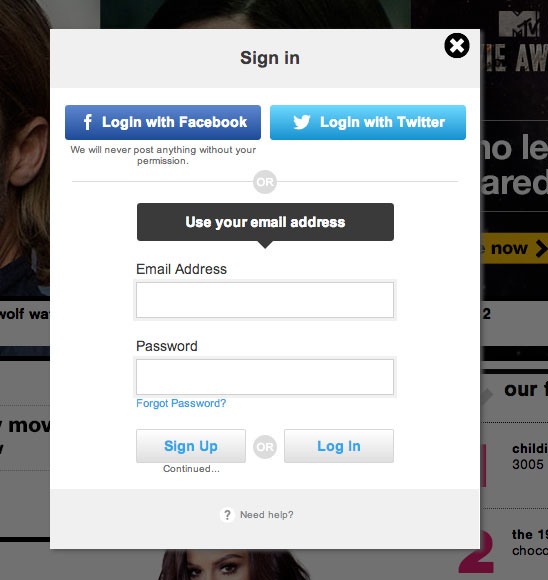 Sign in
MTV
IE AW
f Login with Facebook
Login with Twitter
We will never post anything without your
permission.
no le
ared
OR
Use your email address
e now
Email Address
wolf wa
2
Password
our f
Forgot Password?
y mov
y
Sign Up
OR
Log In
Continued...
childi
3005
1
? Need help?
2
the 19
choco